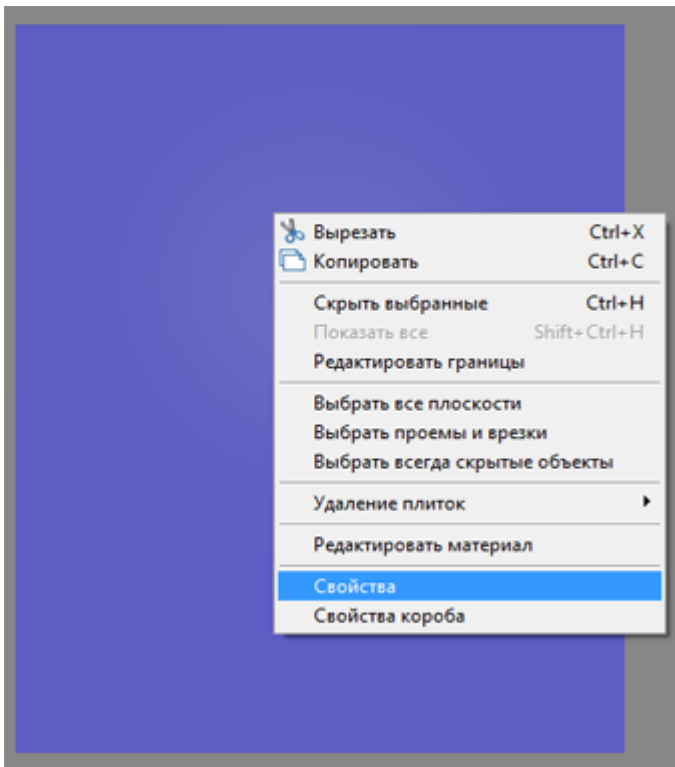 Вырезать Ctrl+X
Копировать Ctrl+C
Скрыть выбранные Ctrl+H
Показать все Shift+Ctrl+H
Редактировать границы
Выбрать все плоскости
Выбрать проемы и врезки
Выбрать всегда скрытые объекты
Удаление плиток
Редактировать материал
Свойства
Свойства короба